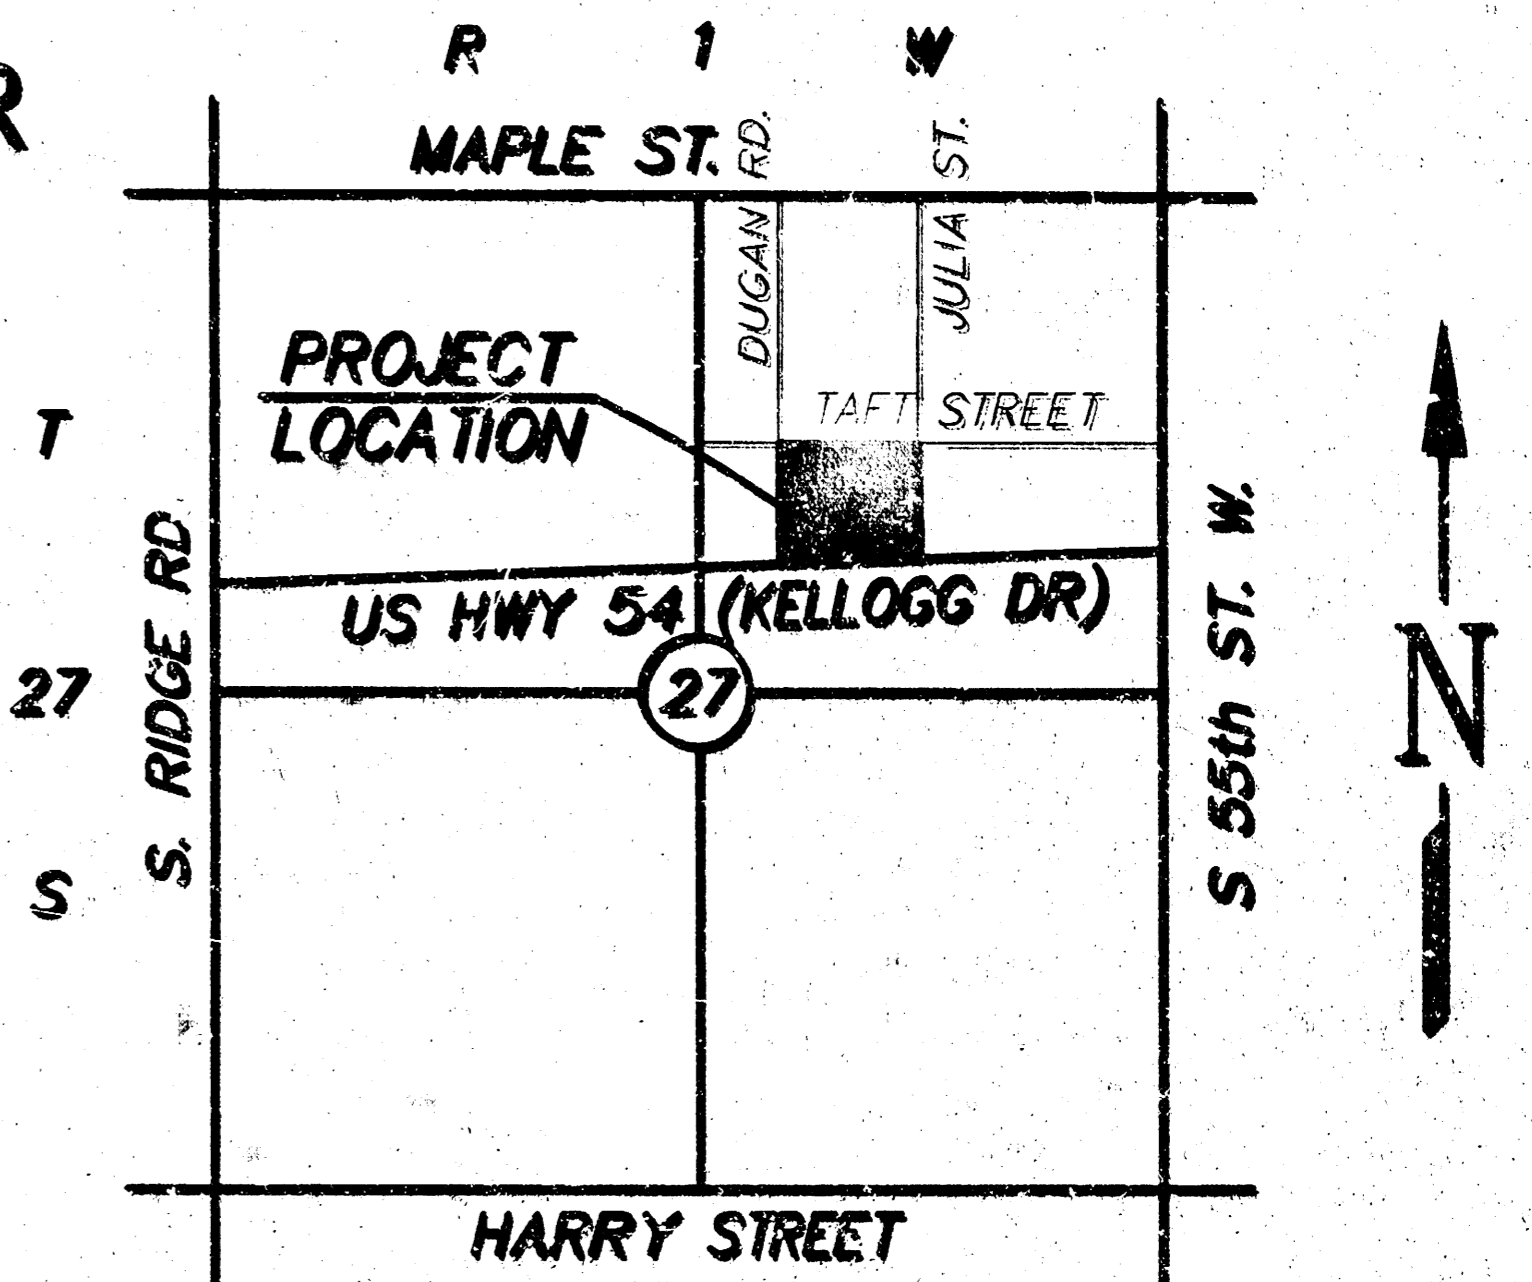 R 1 W
R
MAPLE ST.
DUGAN RD.
JULIA ST.
PROJECT
LOCATION
TAFT STREET
T
27
S
S. RIDGE RD
US HWY 54 (KELLOGG DR)
27
S 55th ST. W.
N
HARRY STREET